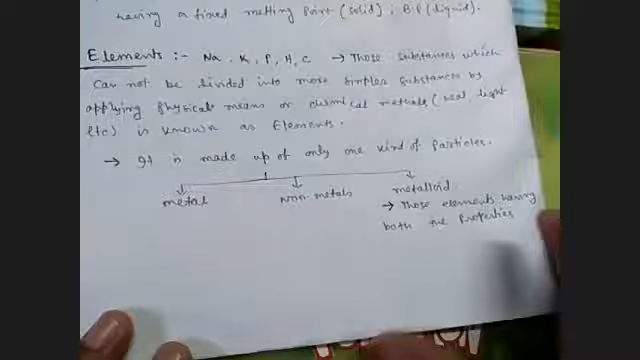 having a fixed melting point (solid) ; B.P (liquid).
Elements :- Na, K, P, H, C → Those substances which
can not be divided into more simpler substances by
applying physical means or chemical methods (heat, light
etc) is known as Elements.
→ It is made up of only one kind of particles.
metal
Non metals
metalloid
→ Those elements having
both the properties